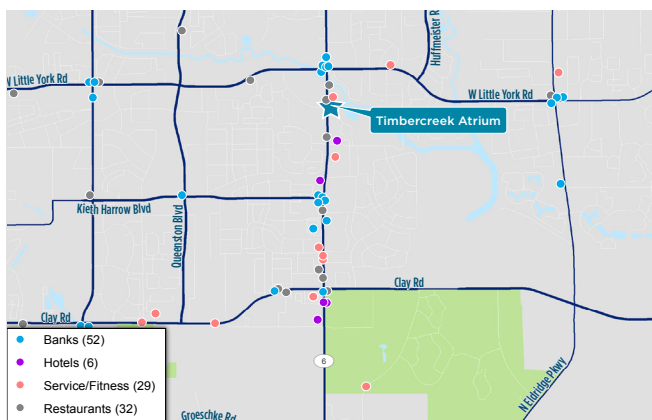 Huffmeister R
W Little York Rd
W Little York Rd
Timbercreek Atrium
Kieth Harrow Blvd
Queenston Blvd
Clay Rd
Clay Rd
6
N Eldridge Pkwy
Groeschke Rd
Banks (52)
Hotels (6)
Service/Fitness (29)
Restaurants (32)